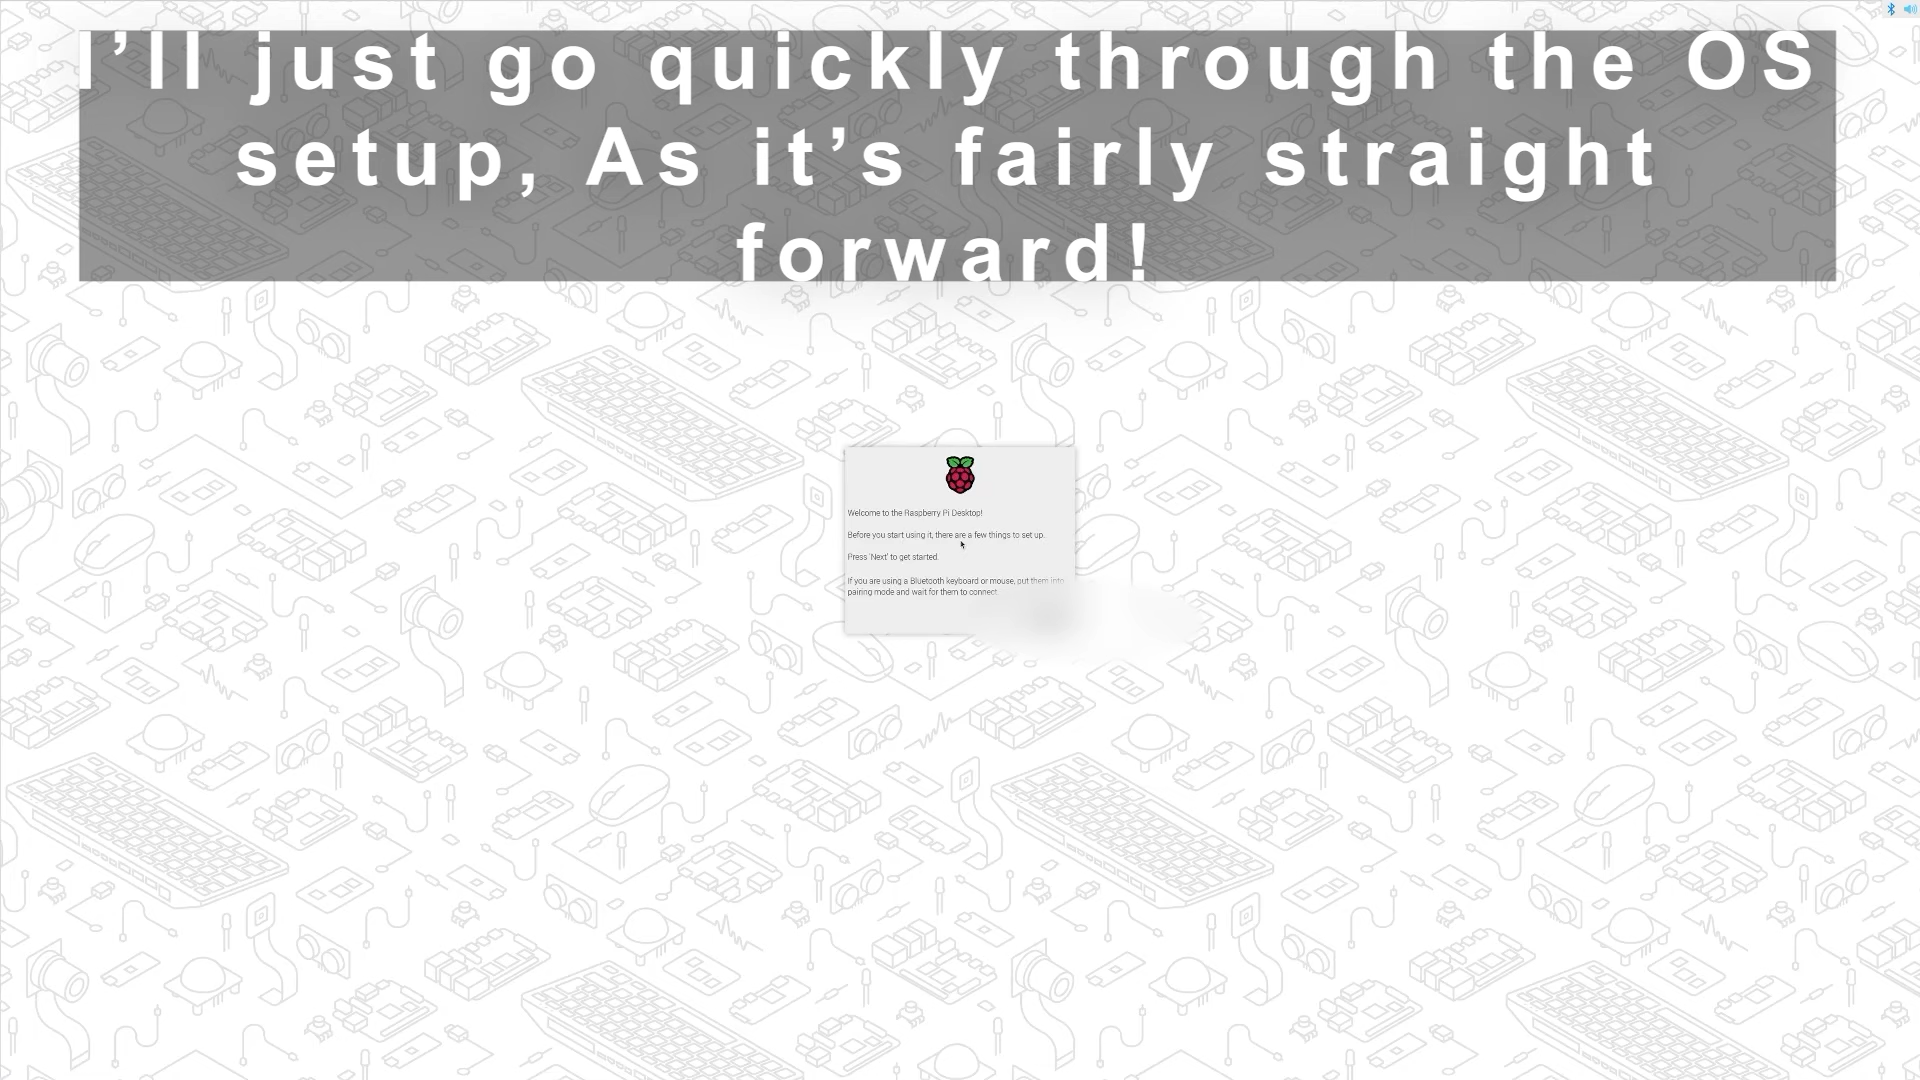 I’ll just go quickly through the OS
setup, As it’s fairly straight
forward!
Welcome to the Raspberry Pi Desktop!
Before you start using it, there are a few things to set up.
Press 'Next' to get started.
If you are using a Bluetooth keyboard or mouse, put them into
pairing mode and wait for them to connect.